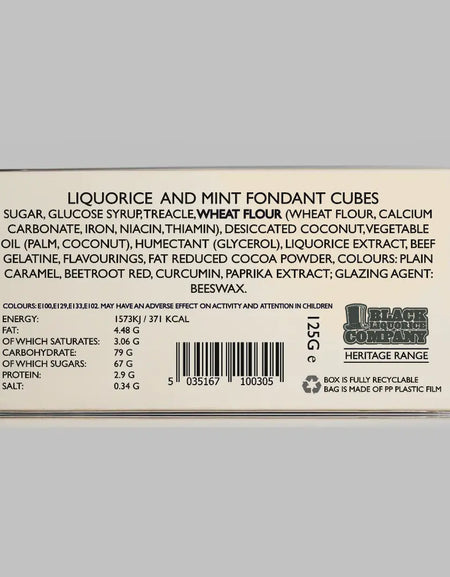 LIQUORICE AND MINT FONDANT CUBES
SUGAR, GLUCOSE SYRUP,TREACLE,WHEAT FLOUR (WHEAT FLOUR, CALCIUM
CARBONATE, IRON, NIACIN,THIAMIN), DESICCATED COCONUT,VEGETABLE
OIL (PALM, COCONUT), HUMECTANT (GLYCEROL), LIQUORICE EXTRACT, BEEF
GELATINE, FLAVOURINGS, FAT REDUCED COCOA POWDER, COLOURS: PLAIN
CARAMEL, BEETROOT RED, CURCUMIN, PAPRIKA EXTRACT; GLAZING AGENT:
BEESWAX.
COLOURS: E100,E129,E133,E102. MAY HAVE AN ADVERSE EFFECT ON ACTIVITY AND ATTENTION IN CHILDREN
ENERGY: 1573KJ / 371 KCAL
FAT: 4.48 G
OF WHICH SATURATES: 3.06 G
CARBOHYDRATE: 79 G
OF WHICH SUGARS: 67 G
PROTEIN: 2.9 G
SALT: 0.34 G
5 035167 100305
125G e
BLACK
LIQUORICE
COMPANY
HERITAGE RANGE
BOX IS FULLY RECYCLABLE
BAG IS MADE OF PP PLASTIC FILM